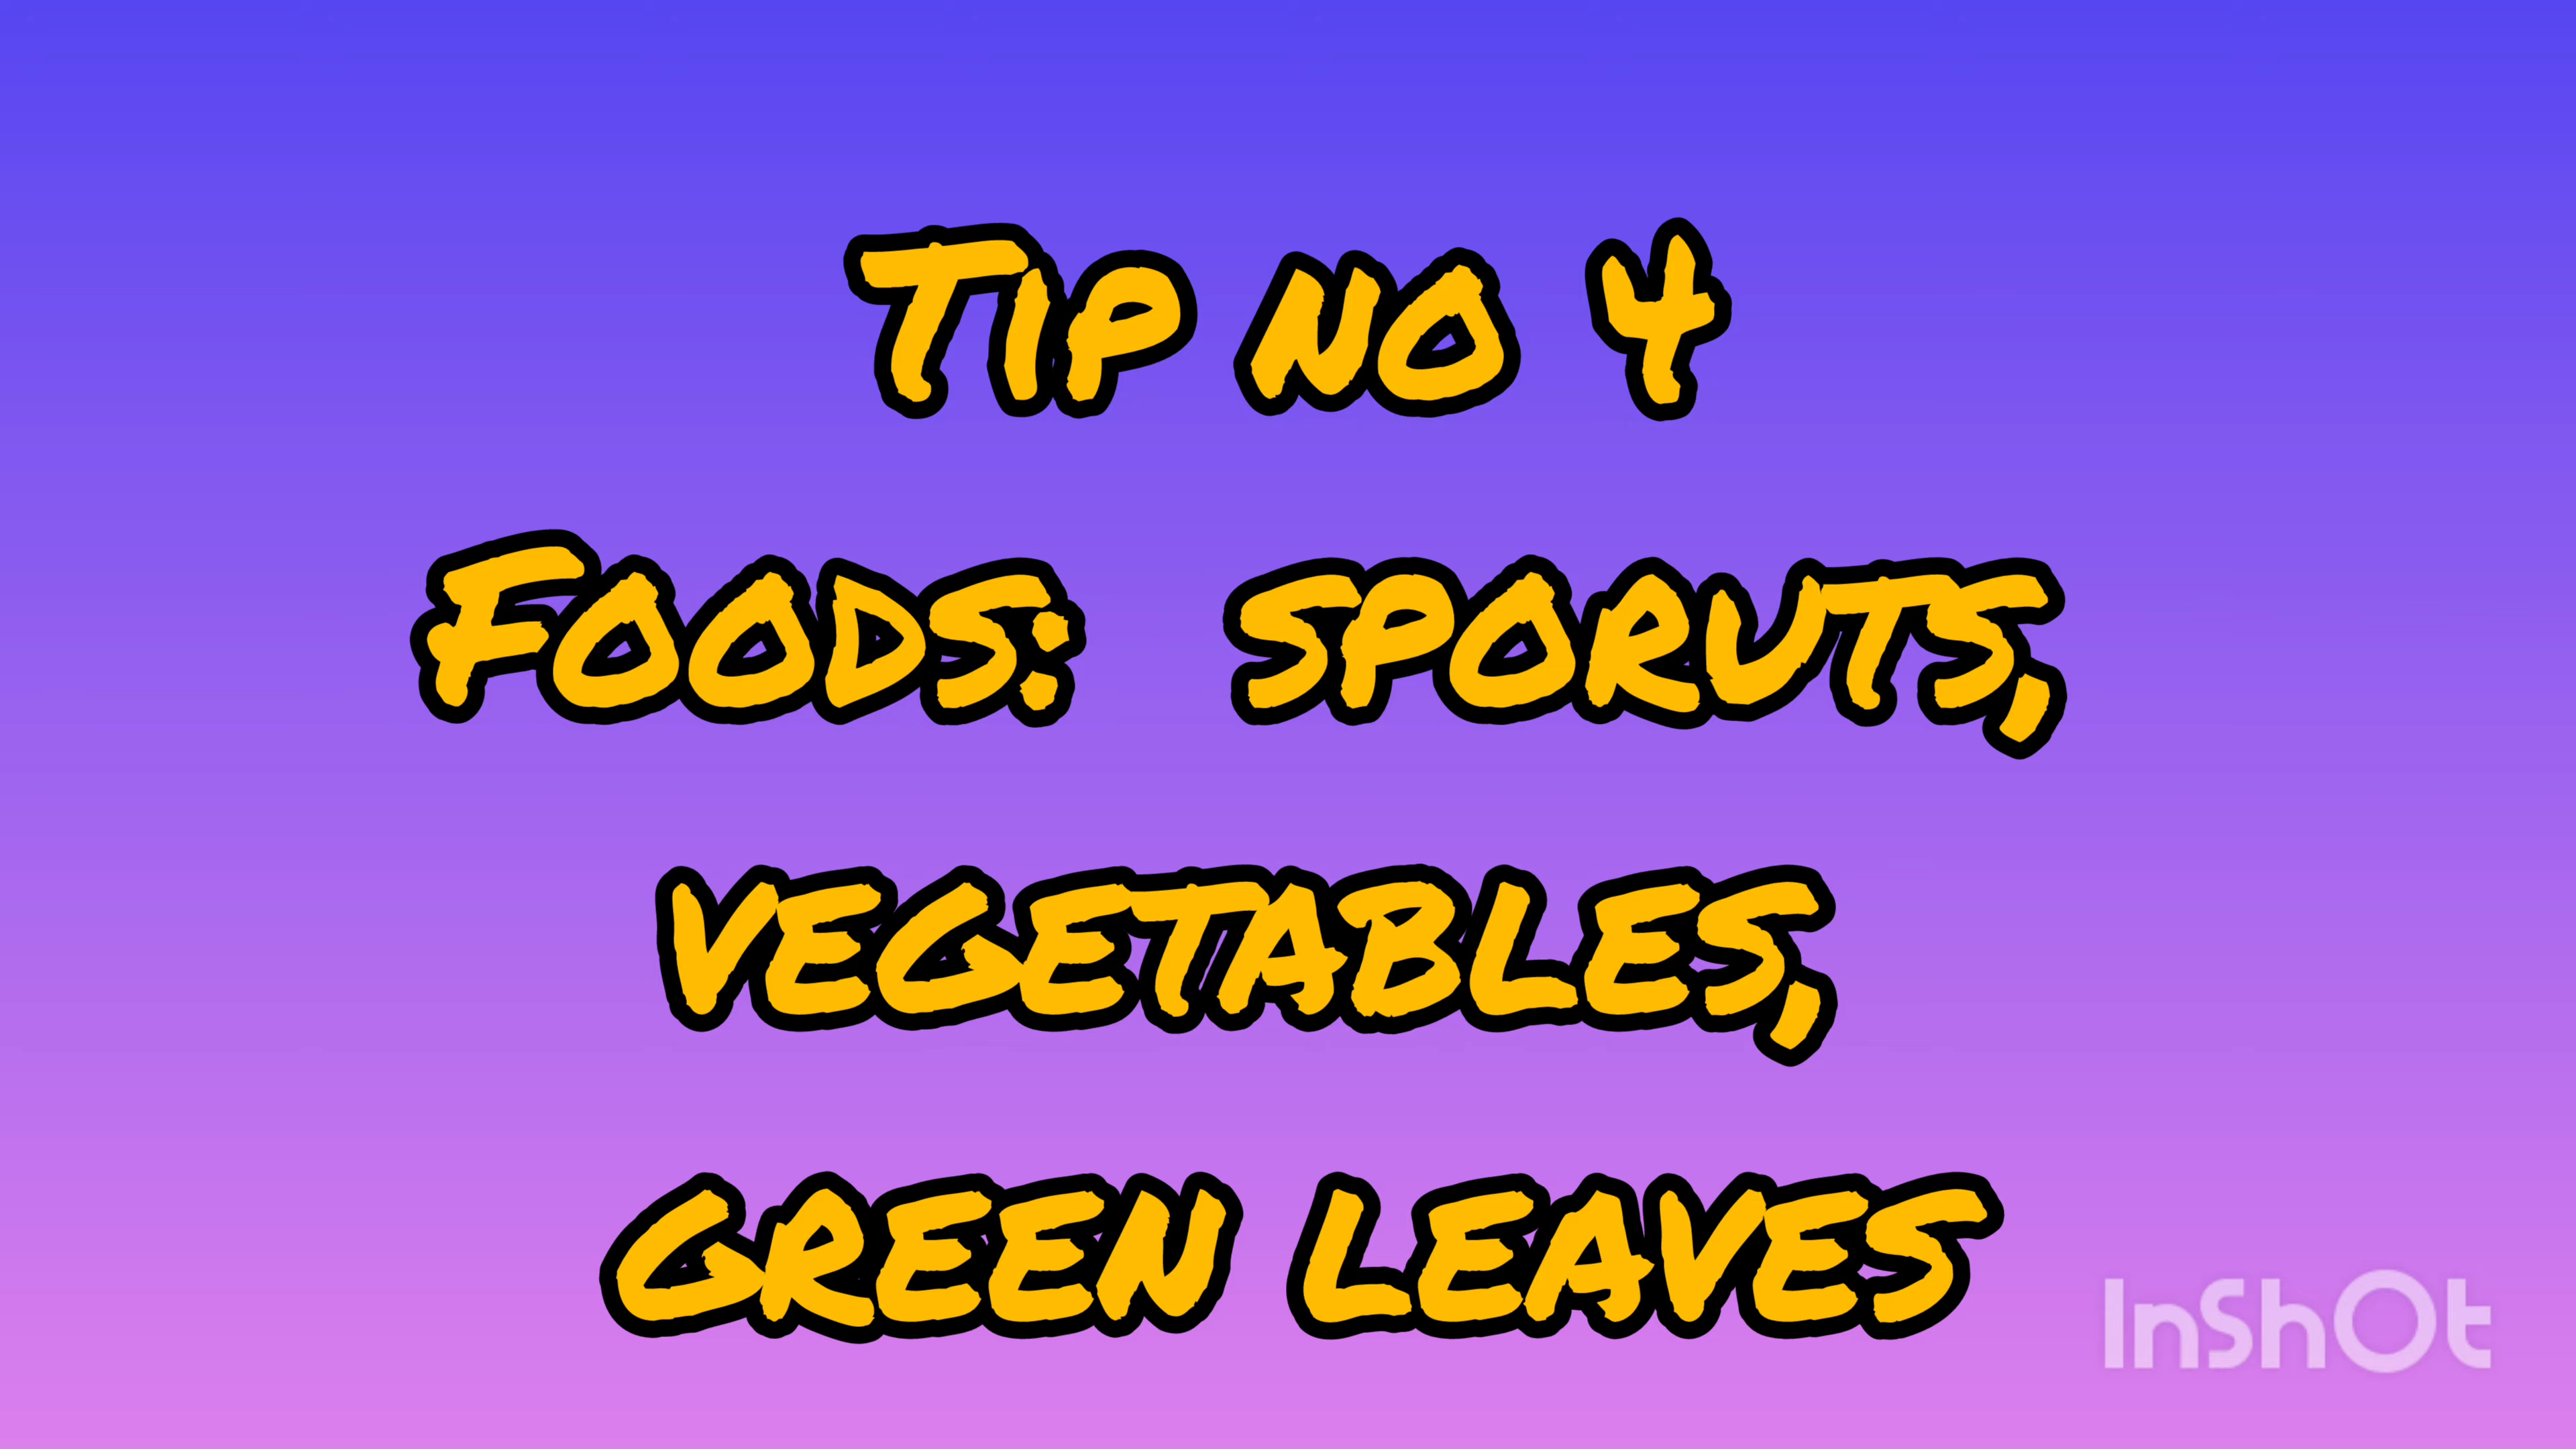 Tip no 4
Foods:  sporuts,
vegetables,
green leaves
InShOt